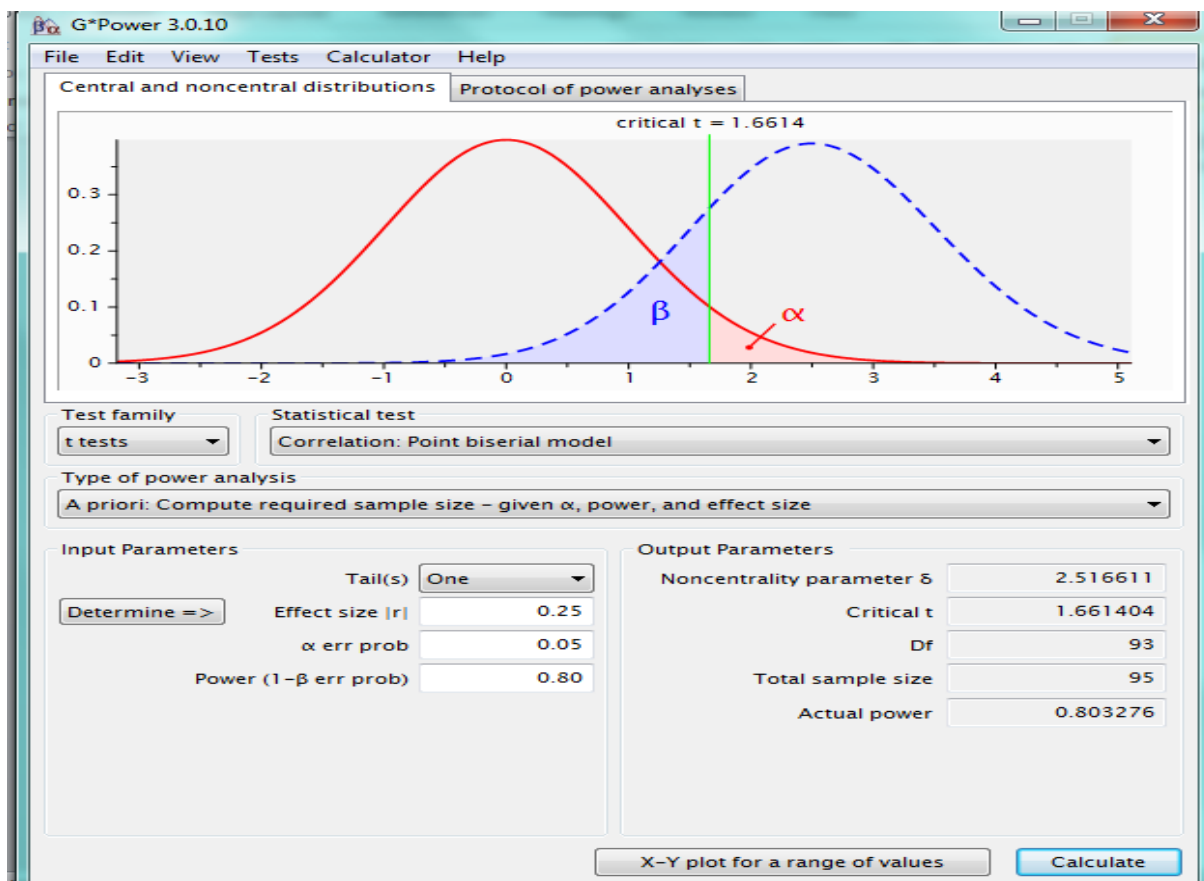 G*Power 3.0.10
File Edit View Tests Calculator Help
Central and noncentral distributions Protocol of power analyses
critical t = 1.6614
0.3
0.2
0.1
0
β
α
-3 -2 -1 0 1 2 3 4 5
Test family Statistical test
t tests Correlation: Point biserial model
Type of power analysis
A priori: Compute required sample size - given α, power, and effect size
Input Parameters Output Parameters
Tail(s) One Noncentrality parameter δ 2.516611
Determine => Effect size |r| 0.25 Critical t 1.661404
α err prob 0.05 Df 93
Power (1-β err prob) 0.80 Total sample size 95
Actual power 0.803276
X-Y plot for a range of values Calculate